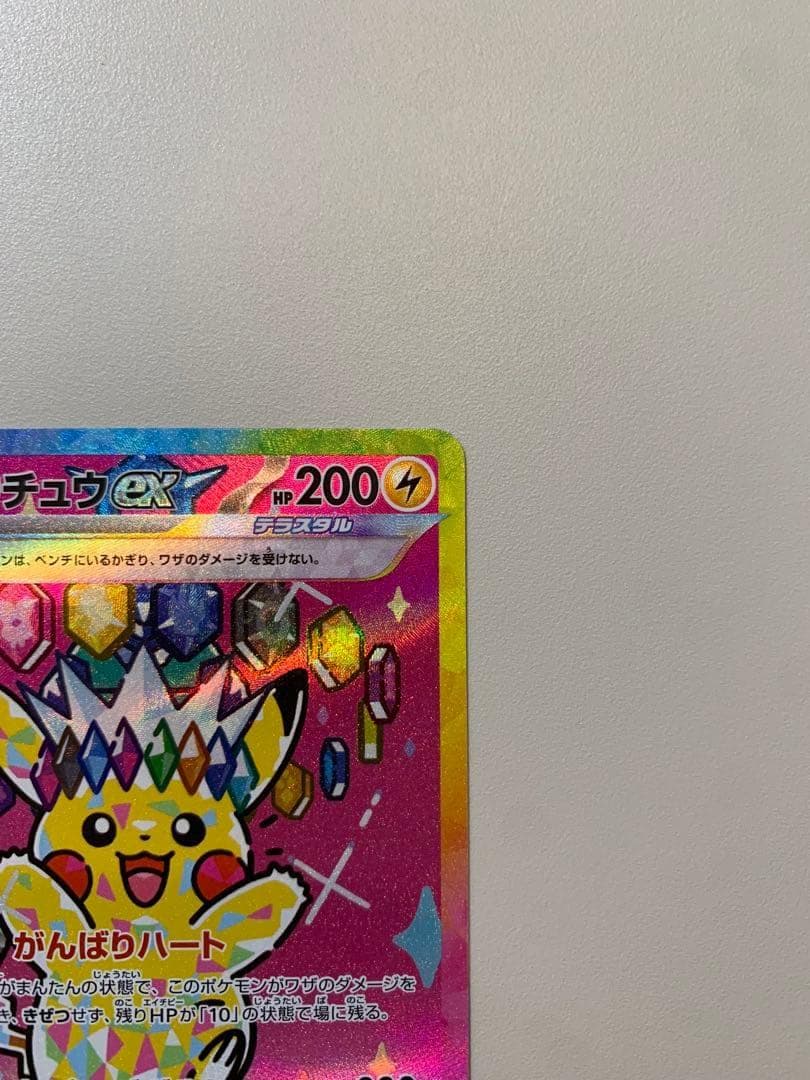 チュウex HP200
テラスタル
ンは、ベンチにいるかぎり、ワザのダメージを受けない。
がんばりハート
がまんたんの状態で、このポケモンがワザのダメージを
き、きぜつせず、残りHPが「10」の状態で場に残る。